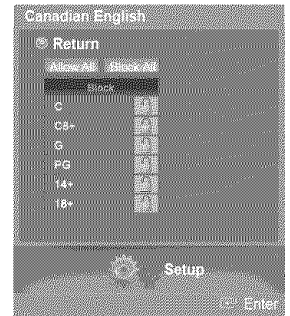 Canadian English
Return
Allow All Block All
Block
C
C8+
G
PG
14+
18+
Setup
Enter